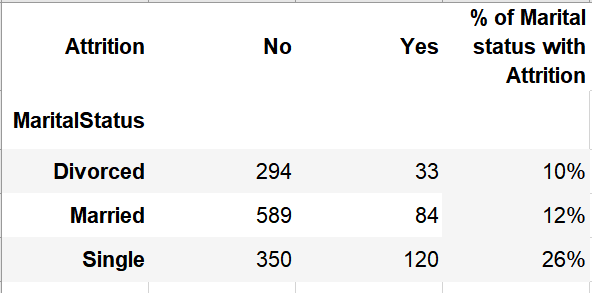 Attrition No Yes % of Marital status with Attrition
MaritalStatus
Divorced 294 33 10%
Married 589 84 12%
Single 350 120 26%